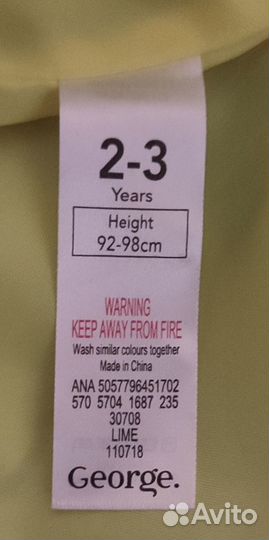 2-3
Years
Height
92-98cm
WARNING
KEEP AWAY FROM FIRE
Wash similar colours together
Made in China
ANA 5057796451702
570 5704 1687 235
30708
LIME
110718
George.
Avito